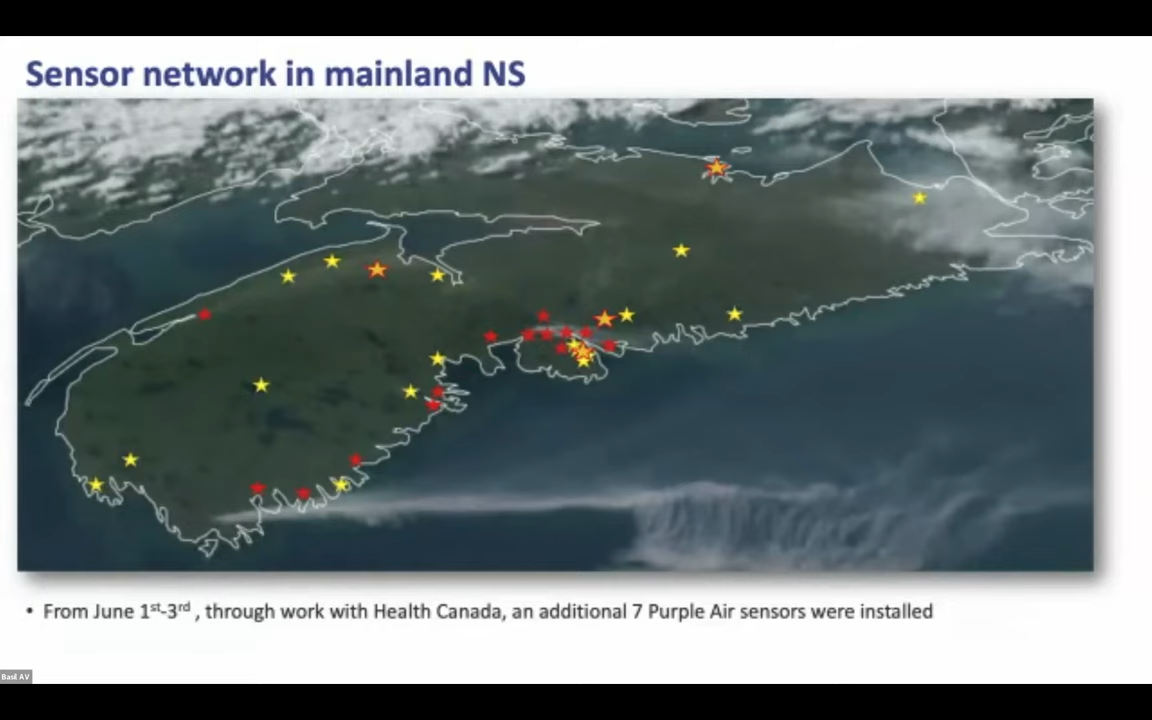 Sensor network in mainland NS
• From June 1st-3rd , through work with Health Canada, an additional 7 Purple Air sensors were installed
Basil AV